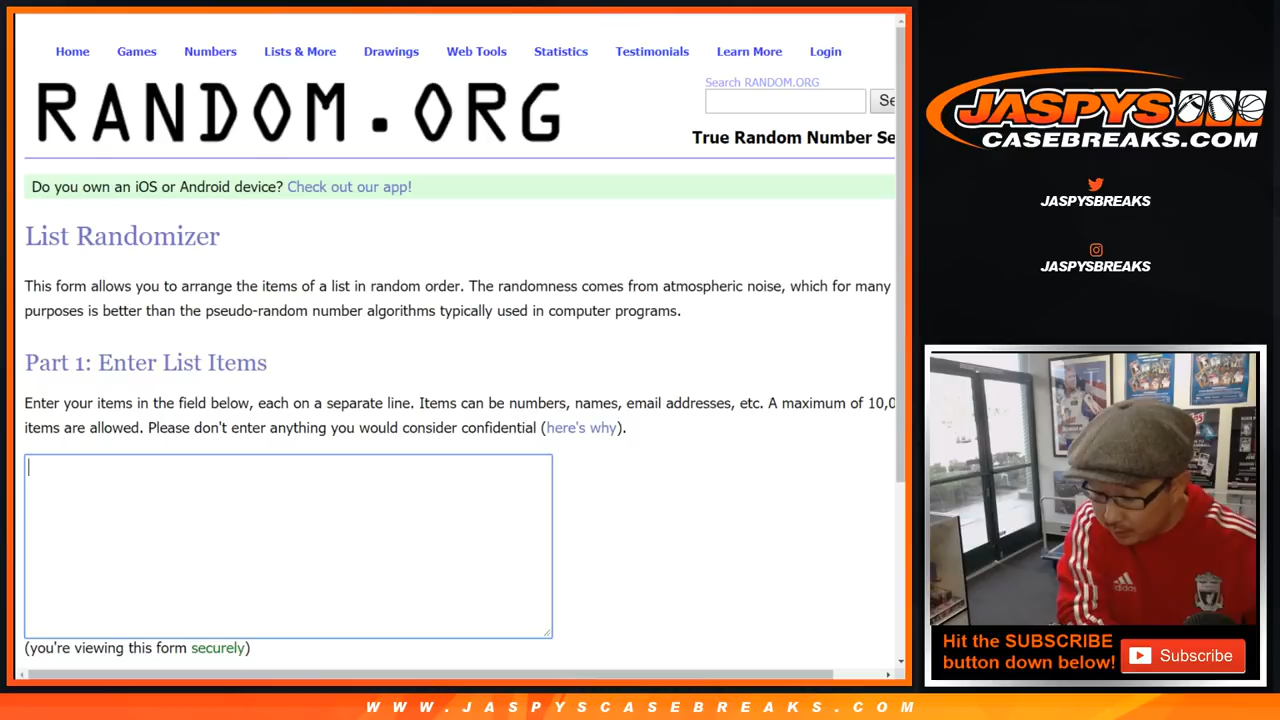 Home Games Numbers Lists & More Drawings Web Tools Statistics Testimonials Learn More Login
RANDOM.ORG
Search RANDOM.ORG
Se
True Random Number Se
Do you own an iOS or Android device? Check out our app!
List Randomizer
This form allows you to arrange the items of a list in random order. The randomness comes from atmospheric noise, which for many
purposes is better than the pseudo-random number algorithms typically used in computer programs.
Part 1: Enter List Items
Enter your items in the field below, each on a separate line. Items can be numbers, names, email addresses, etc. A maximum of 10,0
items are allowed. Please don't enter anything you would consider confidential (here's why).
(you're viewing this form securely)
JASPYS
CASEBREAKS.COM
JASPYSBREAKS
JASPYSBREAKS
adidas
Hit the SUBSCRIBE
button down below!
Subscribe
WWW.JASPYSCASEBREAKS.COM